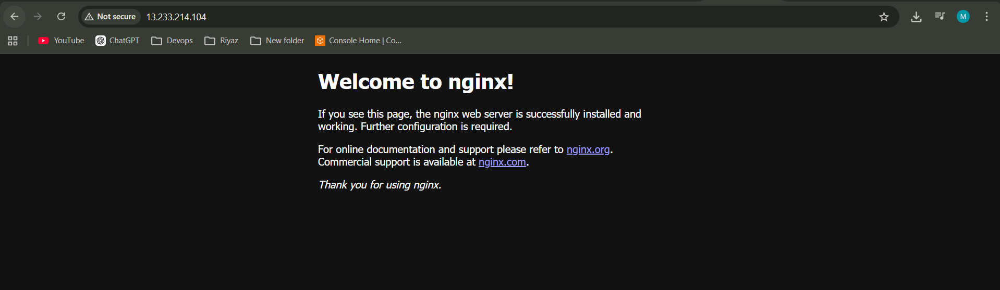 Not secure
13.233.214.104
M
YouTube
ChatGPT
Devops
Riyaz
New folder
Console Home | Co...
Welcome to nginx!
If you see this page, the nginx web server is successfully installed and
working. Further configuration is required.
For online documentation and support please refer to nginx.org.
Commercial support is available at nginx.com.
Thank you for using nginx.